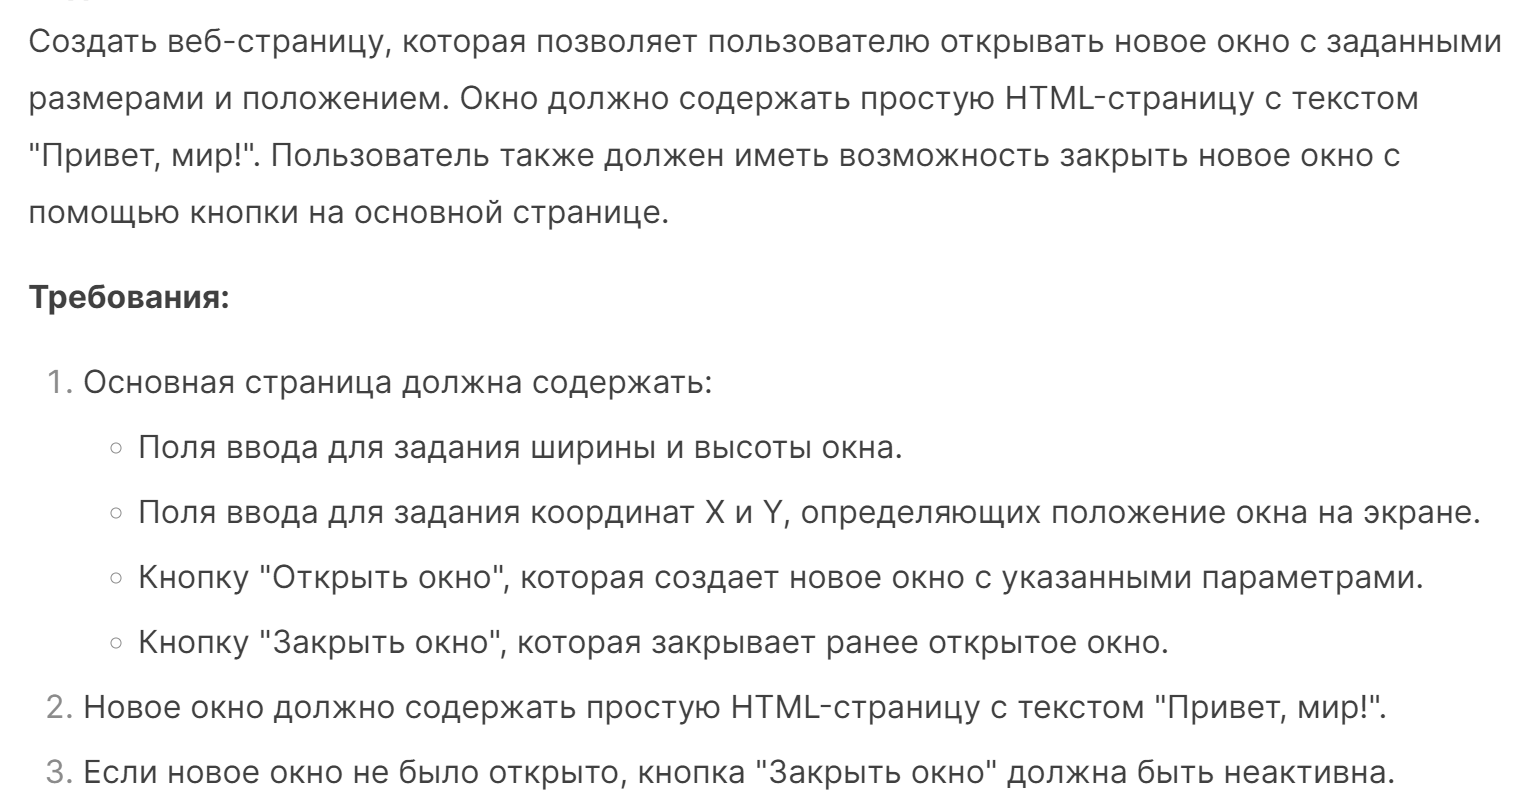 Создать веб-страницу, которая позволяет пользователю открывать новое окно с заданными
размерами и положением. Окно должно содержать простую HTML-страницу с текстом
"Привет, мир!". Пользователь также должен иметь возможность закрыть новое окно с
помощью кнопки на основной странице.
Требования:
1. Основная страница должна содержать:
◦ Поля ввода для задания ширины и высоты окна.
◦ Поля ввода для задания координат X и Y, определяющих положение окна на экране.
◦ Кнопку "Открыть окно", которая создает новое окно с указанными параметрами.
◦ Кнопку "Закрыть окно", которая закрывает ранее открытое окно.
2. Новое окно должно содержать простую HTML-страницу с текстом "Привет, мир!".
3. Если новое окно не было открыто, кнопка "Закрыть окно" должна быть неактивна.